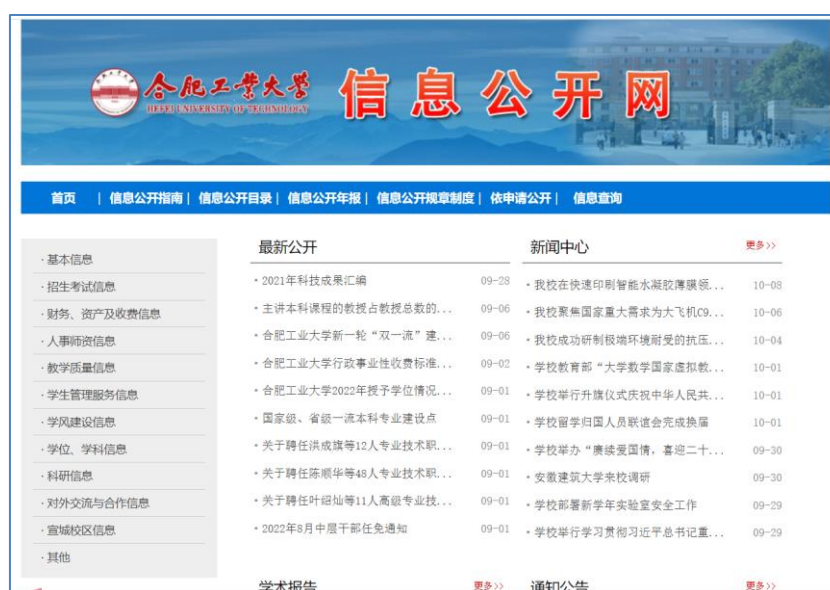 合肥工业大学 信息公开网
HEFEI UNIVERSITY OF TECHNOLOGY
首页 | 信息公开指南 | 信息公开目录 | 信息公开年报 | 信息公开规章制度 | 依申请公开 | 信息查询
·基本信息
·招生考试信息
·财务、资产及收费信息
·人事师资信息
·教学质量信息
·学生管理服务信息
·学风建设信息
·学位、学科信息
·科研信息
·对外交流与合作信息
·宣城校区信息
·其他
最新公开
·2021年科技成果汇编 09-28
·主讲本科课程的教授占教授总数的... 09-06
·合肥工业大学新一轮“双一流”建... 09-06
·合肥工业大学行政事业性收费标准... 09-02
·合肥工业大学2022年授予学位情况... 09-01
·国家级、省级一流本科专业建设点 09-01
·关于聘任洪成旗等12人专业技术职... 09-01
·关于聘任陈顺华等48人专业技术职... 09-01
·关于聘任叶绍灿等11人高级专业技... 09-01
·2022年8月中层干部任免通知 09-01
新闻中心 更多>>
·我校在快速印刷智能水凝胶薄膜领... 10-08
·我校聚焦国家重大需求为大飞机C9... 10-06
·我校成功研制极端环境耐受的抗压... 10-04
·学校教育部“大学数学国家虚拟教... 10-01
·学校举行升旗仪式庆祝中华人民共... 10-01
·学校留学归国人员联谊会完成换届 10-01
·学校举办“赓续爱国情，喜迎二十... 09-30
·安徽建筑大学来校调研 09-30
·学校部署新学年实验室安全工作 09-29
·学校举行学习贯彻习近平总书记重... 09-29
学术报告 更多>>
通知公告 更多>>